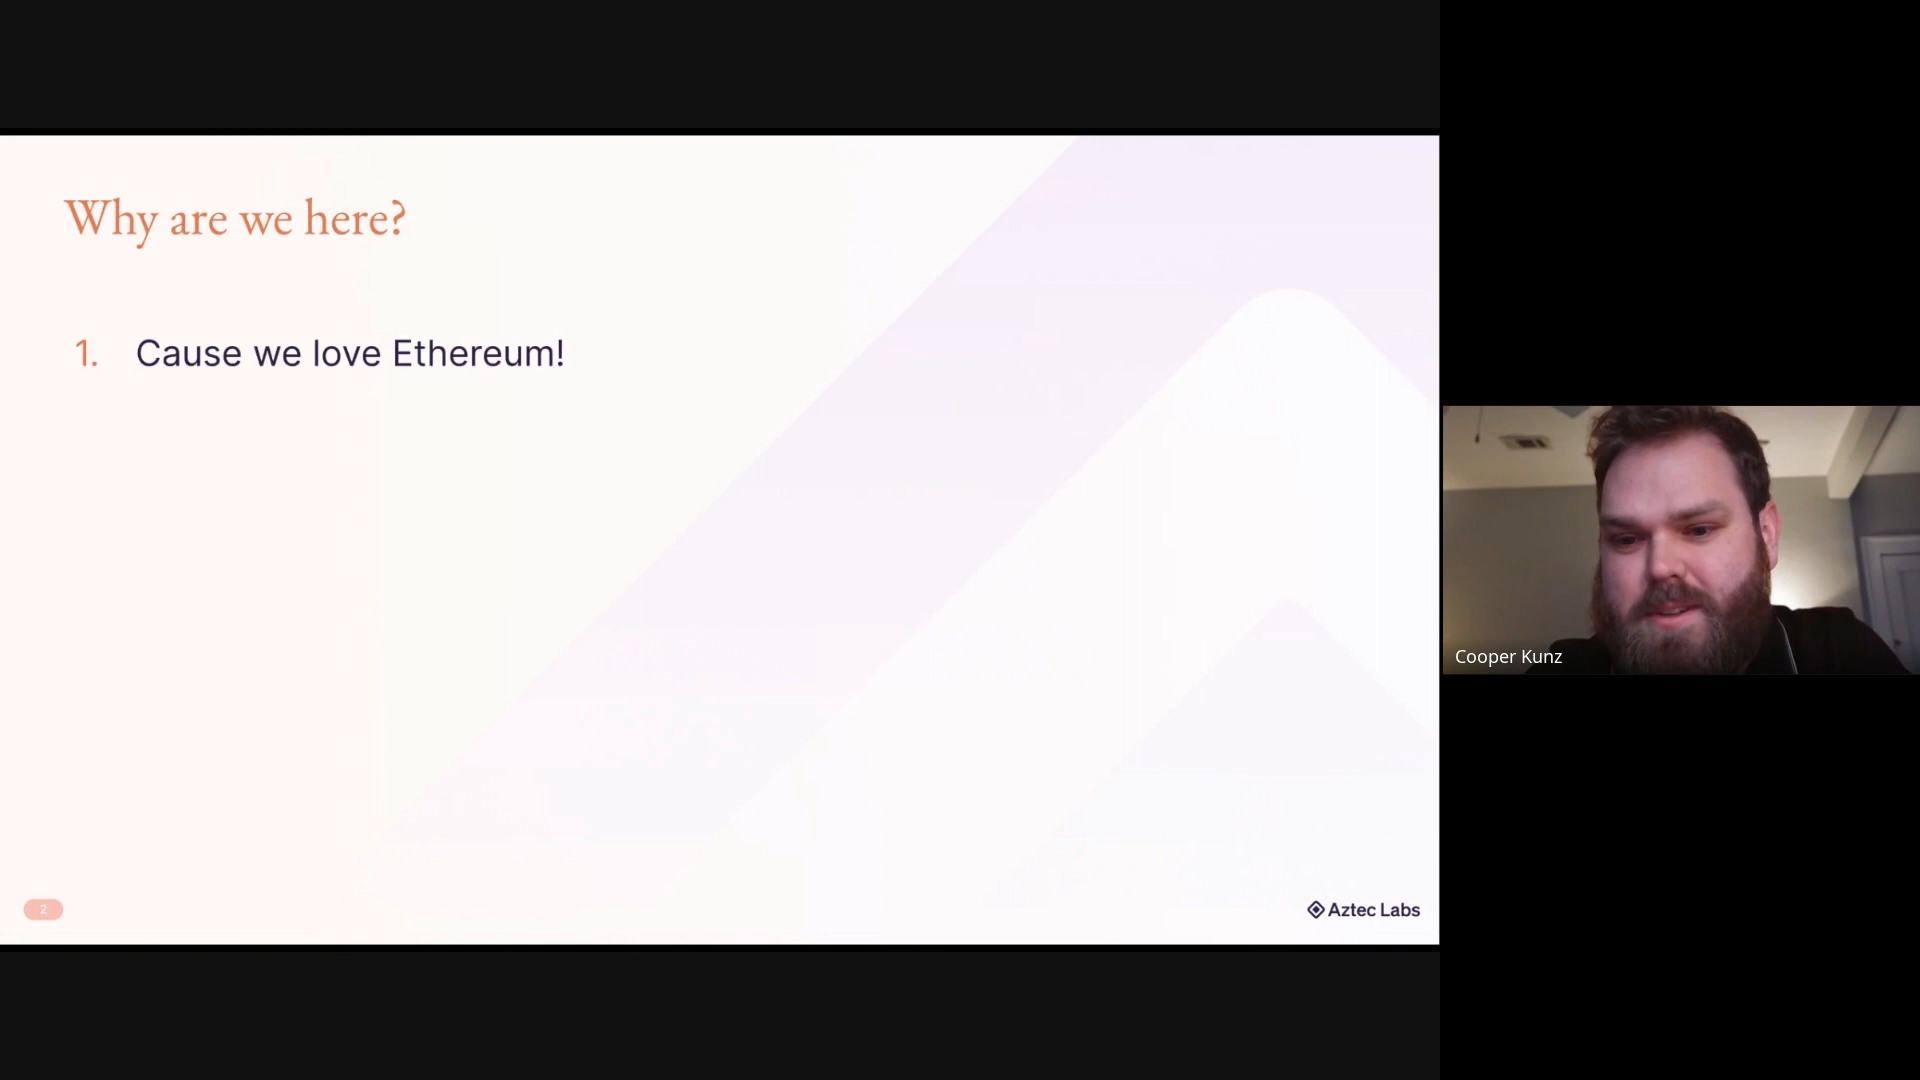 Why are we here?
1. Cause we love Ethereum!
2
Aztec Labs
Cooper Kunz